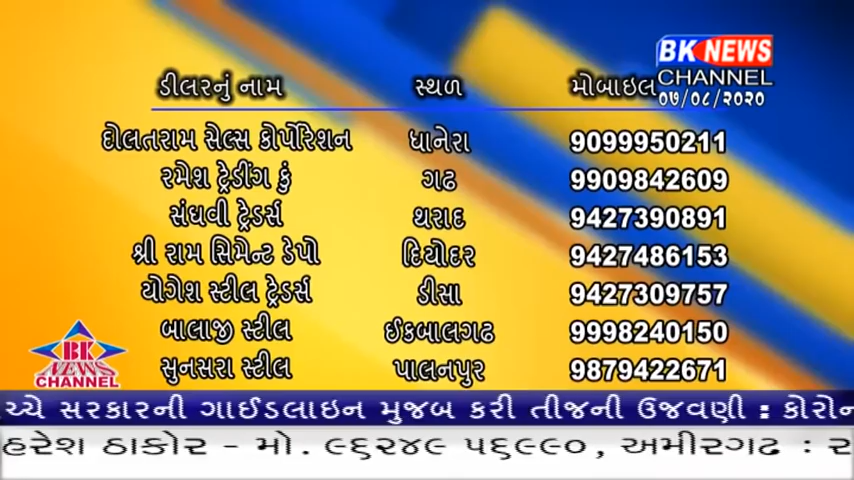 BK NEWS
CHANNEL
૦૭/૦૮/૨૦૨૦
ડીલરનું નામ સ્થળ મોબાઇલ
દોલતરામ સેલ્સ કોર્પોરેશન ધાનેરા 9099950211
રમેશ ટ્રેડીંગ કું ગઢ 9909842609
સંઘવી ટ્રેડર્સ થરાદ 9427390891
શ્રી રામ સિમેન્ટ ડેપો દિયોદર 9427486153
યોગેશ સ્ટીલ ટ્રેડર્સ ડીસા 9427309757
બાલાજી સ્ટીલ ઈકબાલગઢ 9998240150
સુનસરા સ્ટીલ પાલનપુર 9879422671
BK
NEWS
CHANNEL
સરકારની ગાઈડલાઇન મુજબ કરી તીજની ઉજવણી :
હરેશ ઠાકોર - મો. ૯૬૨૪૯ ૫૬૯૯૦, અમીરગઢ :